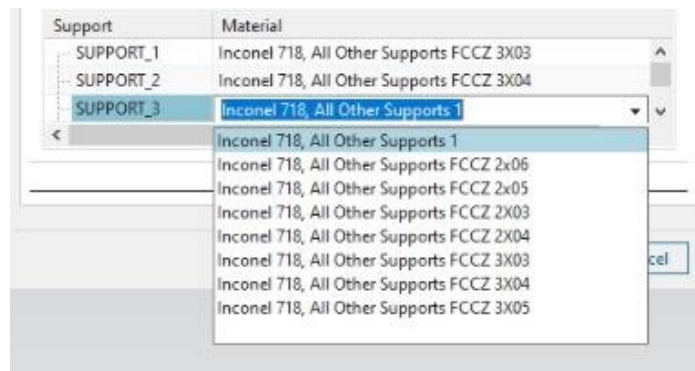 Support Material
SUPPORT_1 Inconel 718, All Other Supports FCCZ 3X03
SUPPORT_2 Inconel 718, All Other Supports FCCZ 3X04
SUPPORT_3 Inconel 718, All Other Supports 1
Inconel 718, All Other Supports 1
Inconel 718, All Other Supports FCCZ 2x06
Inconel 718, All Other Supports FCCZ 2x05
Inconel 718, All Other Supports FCCZ 2X03
Inconel 718, All Other Supports FCCZ 2X04
Inconel 718, All Other Supports FCCZ 3X03
Inconel 718, All Other Supports FCCZ 3X04
Inconel 718, All Other Supports FCCZ 3X05
cel